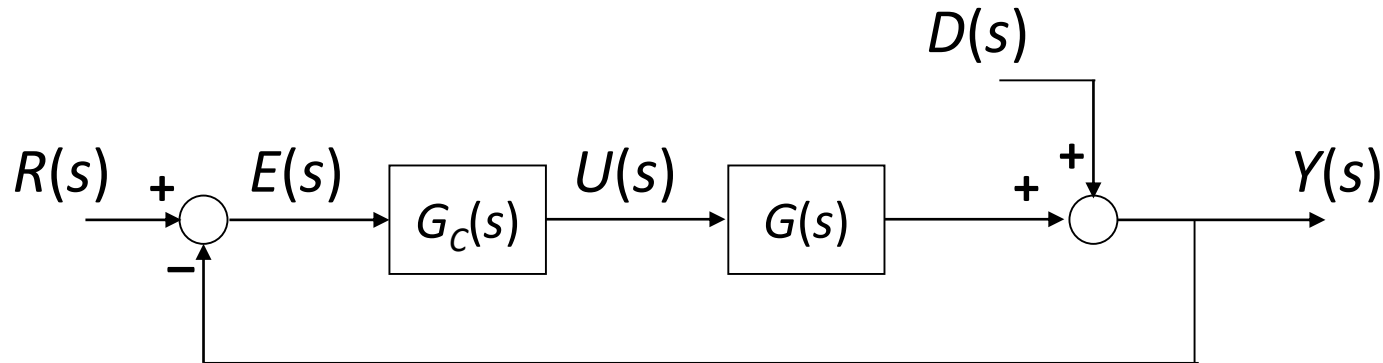 D(s)
R(s) + E(s) G_C(s) U(s) G(s) + + Y(s)
−